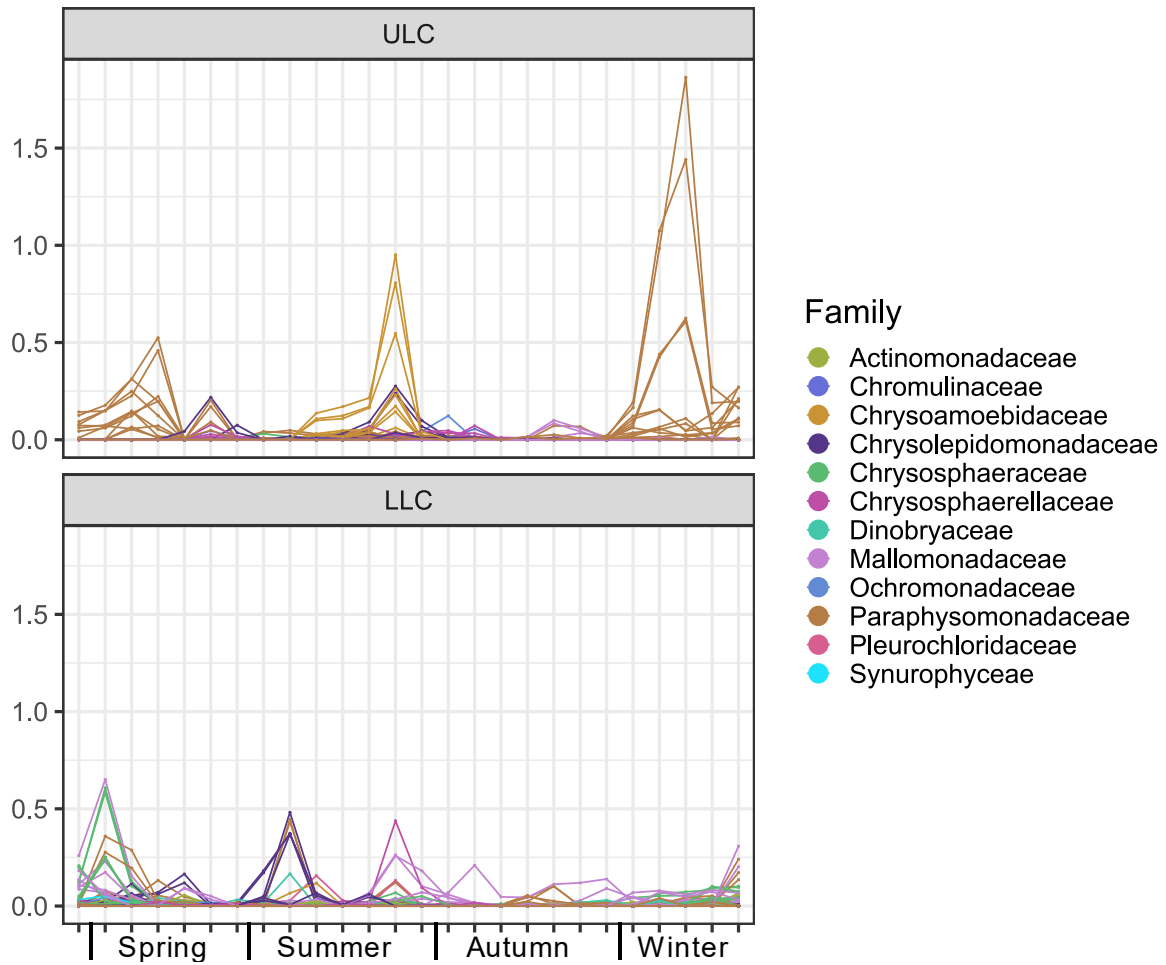 ULC
1.5
1.0
0.5
0.0
LLC
1.5
1.0
0.5
0.0
Spring Summer Autumn Winter
Family
Actinomonadaceae
Chromulinaceae
Chrysoamoebidaceae
Chrysolepidomonadaceae
Chrysosphaeraceae
Chrysosphaerellaceae
Dinobryaceae
Mallomonadaceae
Ochromonadaceae
Paraphysomonadaceae
Pleurochloridaceae
Synurophyceae